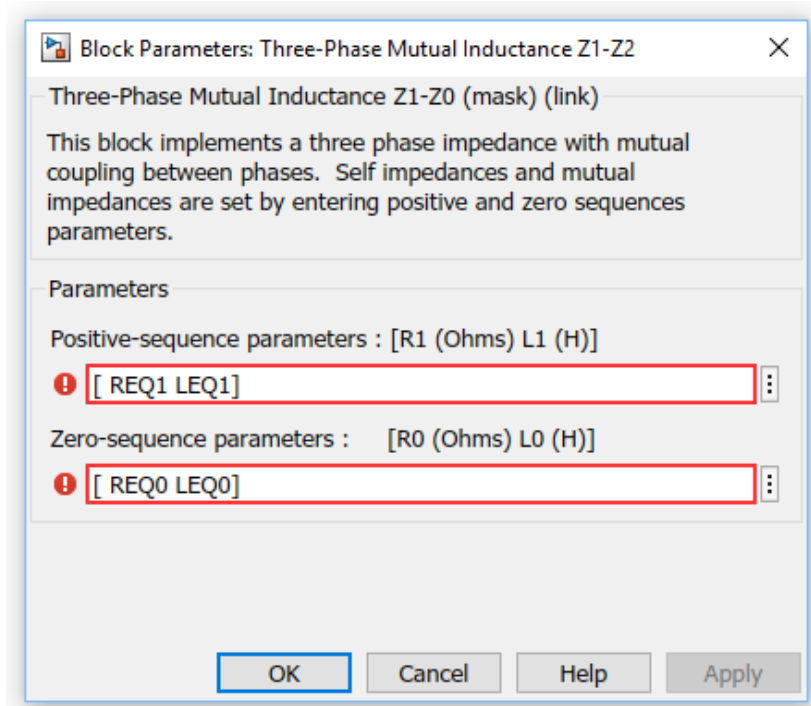 Block Parameters: Three-Phase Mutual Inductance Z1-Z2
Three-Phase Mutual Inductance Z1-Z0 (mask) (link)
This block implements a three phase impedance with mutual
coupling between phases.  Self impedances and mutual
impedances are set by entering positive and zero sequences
parameters.
Parameters
Positive-sequence parameters : [R1 (Ohms) L1 (H)]
[ REQ1 LEQ1]
Zero-sequence parameters :     [R0 (Ohms) L0 (H)]
[ REQ0 LEQ0]
OK Cancel Help Apply